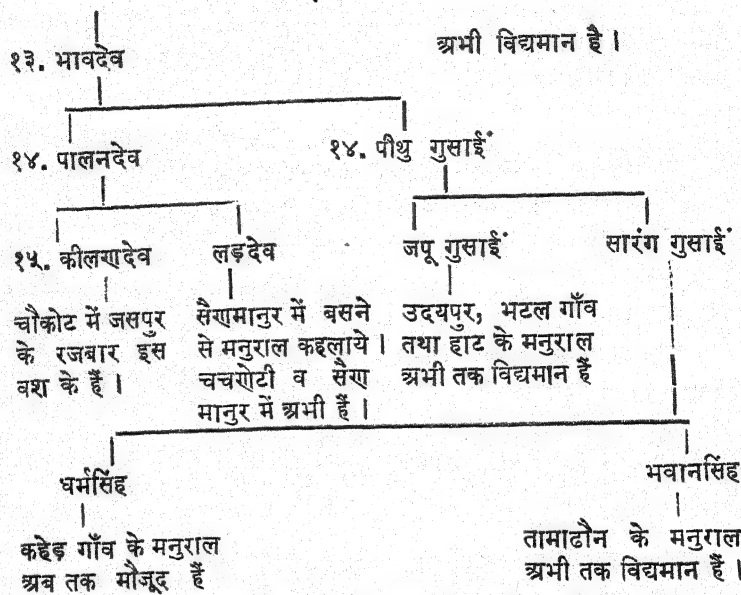 अभी विद्यमान है।
१३. भावदेव
१४. पालनदेव
१४. पीथु गुसाईं
१५. कीलणदेव
लड़देव
जपू गुसाईं
सारंग गुसाईं
चौकोट में जसपुर
के रजबार इस
वश के हैं।
सैणमानुर में बसने
से मनुराल कहलाये।
चचणेटी व सैण
मानुर में अभी हैं।
उदयपुर, भटल गाँव
तथा हाट के मनुराल
अभी तक विद्यमान हैं
धर्मसिंह
भवानसिंह
कहेड़ गाँव के मनुराल
अब तक मौजूद हैं
तामाढौन के मनुराल
अभी तक विद्यमान हैं।